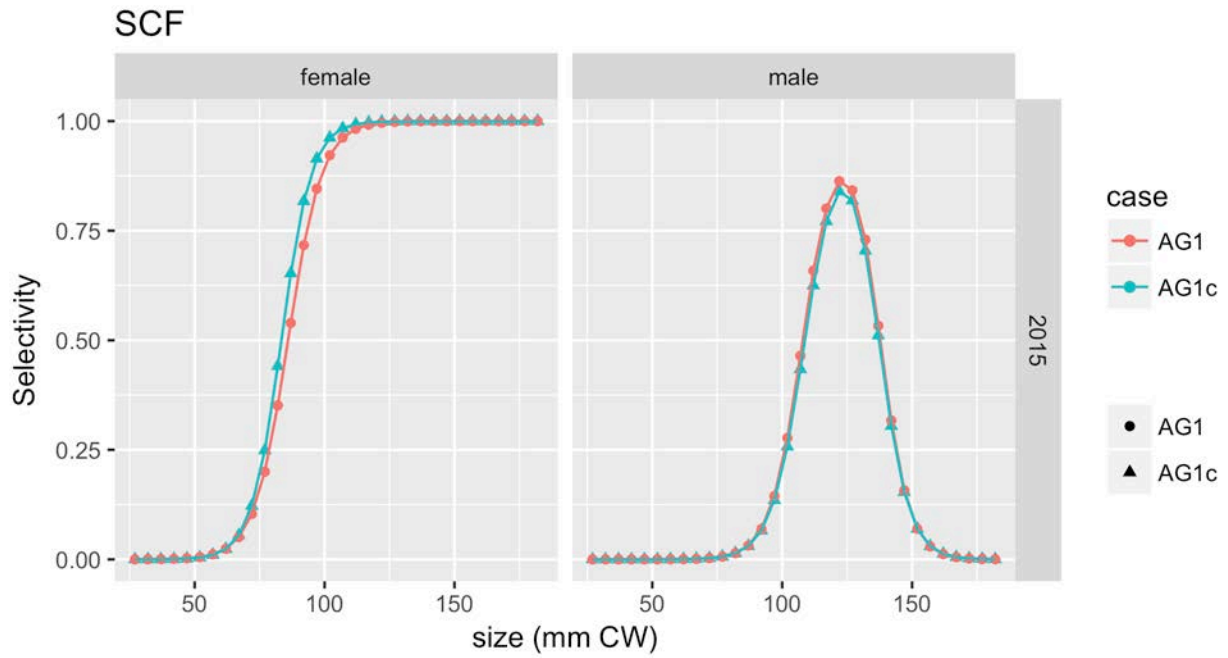 SCF
female
male
1.00
0.75
0.50
0.25
0.00
Selectivity
50
100
150
50
100
150
size (mm CW)
2015
case
AG1
AG1c
AG1
AG1c